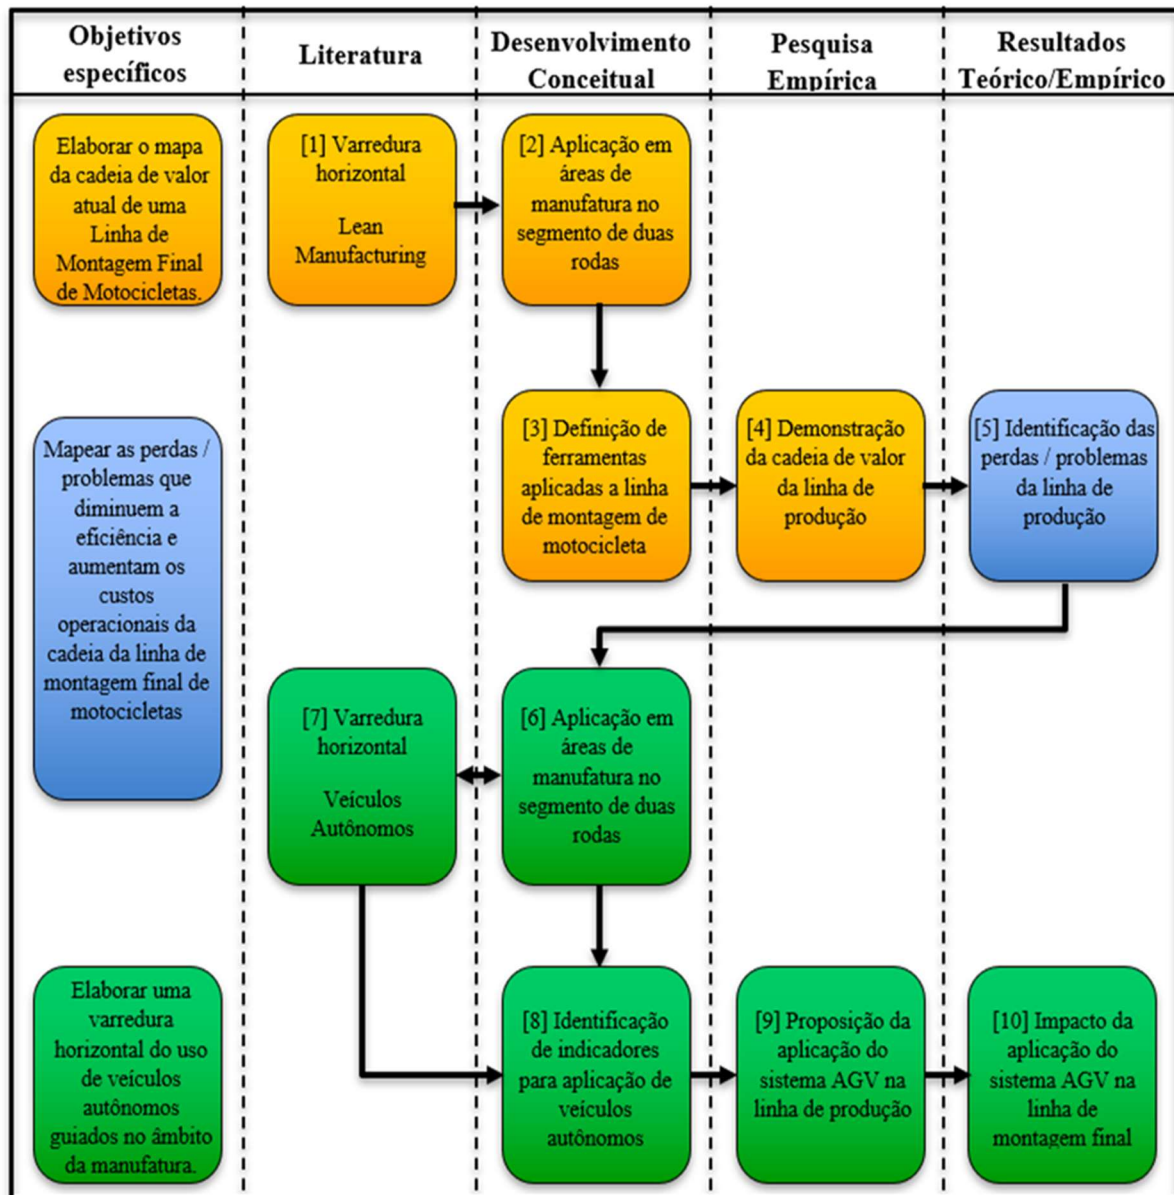 Objetivos
específicos
Literatura
Desenvolvimento
Conceitual
Pesquisa
Empírica
Resultados
Teórico/Empírico
Elaborar o mapa
da cadeia de valor
atual de uma
Linha de
Montagem Final
de Motocicletas.
[1] Varredura
horizontal
Lean
Manufacturing
[2] Aplicação em
áreas de
manufatura no
segmento de duas
rodas
Mapear as perdas /
problemas que
diminuem a
eficiência e
aumentam os
custos
operacionais da
cadeia da linha de
montagem final de
motocicletas
[3] Definição de
ferramentas
aplicadas a linha
de montagem de
motocicleta
[4] Demonstração
da cadeia de valor
da linha de
produção
[5] Identificação das
perdas / problemas
da linha de
produção
[7] Varredura
horizontal
Veículos
Autônomos
[6] Aplicação em
áreas de
manufatura no
segmento de duas
rodas
Elaborar uma
varredura
horizontal do uso
de veículos
autônomos
guiados no âmbito
da manufatura.
[8] Identificação
de indicadores
para aplicação de
veículos
autônomos
[9] Proposição da
aplicação do
sistema AGV na
linha de produção
[10] Impacto da
aplicação do
sistema AGV na
linha de
montagem final